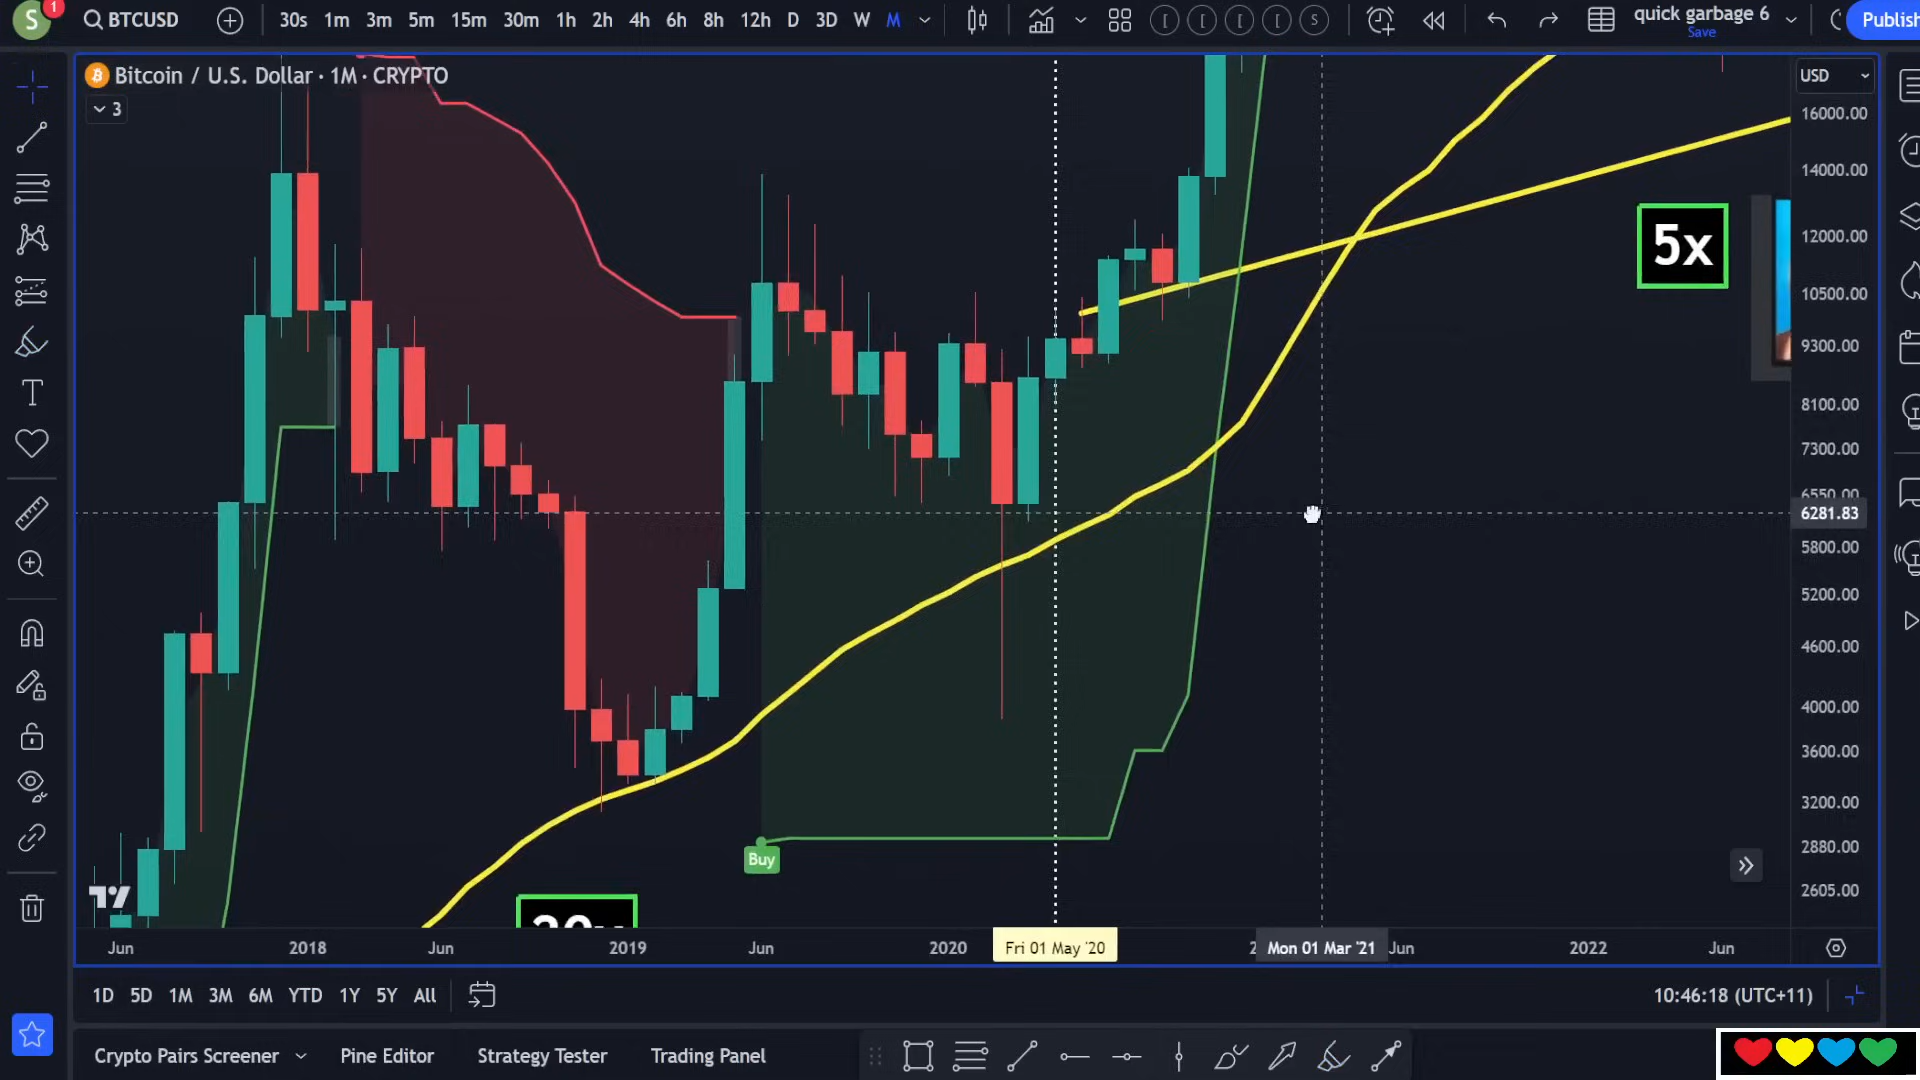 S
1
BTCUSD
30s 1m 3m 5m 15m 30m 1h 2h 4h 6h 8h 12h D 3D W M
S
quick garbage 6
Save
Publish
Bitcoin / U.S. Dollar · 1M · CRYPTO
3
USD
16000.00
14000.00
12000.00
10500.00
9300.00
8100.00
7300.00
6550.00
6281.83
5800.00
5200.00
4600.00
4000.00
3600.00
3200.00
2880.00
2605.00
5x
Buy
Jun 2018 Jun 2019 Jun 2020 Fri 01 May '20 Mon 01 Mar '21 Jun 2022 Jun
1D 5D 1M 3M 6M YTD 1Y 5Y All
10:46:18 (UTC+11)
Crypto Pairs Screener Pine Editor Strategy Tester Trading Panel